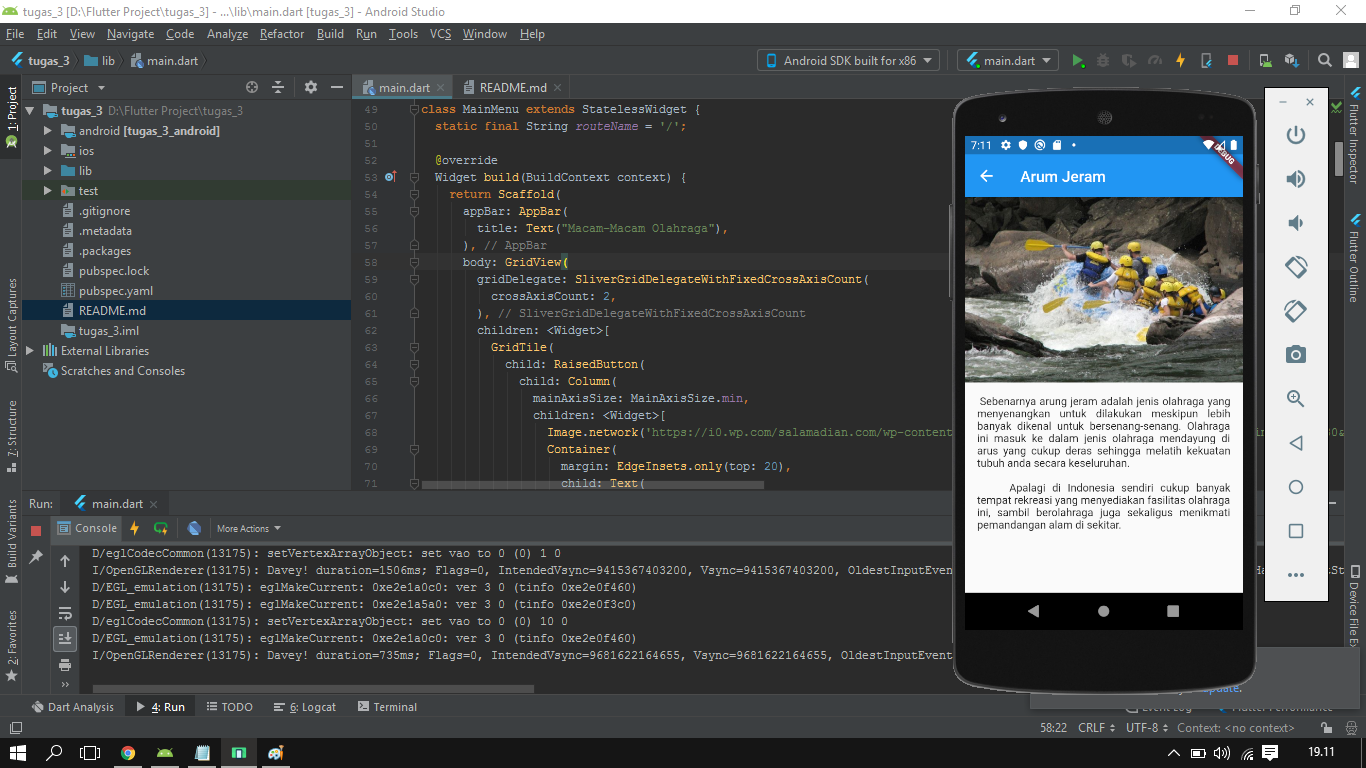 tugas_3 [D:\Flutter Project\tugas_3] - ...\lib\main.dart [tugas_3] - Android Studio
File Edit View Navigate Code Analyze Refactor Build Run Tools VCS Window Help
tugas_3 lib main.dart Android SDK built for x86 main.dart
Project main.dart README.md
1: Project
Layout Captures
7: Structure
Build Variants
2: Favorites
tugas_3 D:\Flutter Project\tugas_3
android [tugas_3_android]
ios
lib
test
.gitignore
.metadata
.packages
pubspec.lock
pubspec.yaml
README.md
tugas_3.iml
External Libraries
Scratches and Consoles
49 class MainMenu extends StatelessWidget {
50 static final String routeName = '/';
51
52 @override
53 Widget build(BuildContext context) {
54 return Scaffold(
55 appBar: AppBar(
56 title: Text("Macam-Macam Olahraga"),
57 ), // AppBar
58 body: GridView(
59 gridDelegate: SliverGridDelegateWithFixedCrossAxisCount(
60 crossAxisCount: 2,
61 ), // SliverGridDelegateWithFixedCrossAxisCount
62 children: <Widget>[
63 GridTile(
64 child: RaisedButton(
65 child: Column(
66 mainAxisSize: MainAxisSize.min,
67 children: <Widget>[
68 Image.network('https://i0.wp.com/salamadian.com/wp-content
69 Container(
70 margin: EdgeInsets.only(top: 20),
71 child: Text(
7:11
DEBUG
Arum Jeram
Sebenarnya arung jeram adalah jenis olahraga yang
menyenangkan untuk dilakukan meskipun lebih
banyak dikenal untuk bersenang-senang. Olahraga
ini masuk ke dalam jenis olahraga mendayung di
arus yang cukup deras sehingga melatih kekuatan
tubuh anda secara keseluruhan.
Apalagi di Indonesia sendiri cukup banyak
tempat rekreasi yang menyediakan fasilitas olahraga
ini, sambil berolahraga juga sekaligus menikmati
pemandangan alam di sekitar.
Flutter Inspector
Flutter Outline
Device File Ex
Run: main.dart
Console More Actions
D/eglCodecCommon(13175): setVertexArrayObject: set vao to 0 (0) 1 0
I/OpenGLRenderer(13175): Davey! duration=1506ms; Flags=0, IntendedVsync=9415367403200, Vsync=9415367403200, OldestInputEvent
D/EGL_emulation(13175): eglMakeCurrent: 0xe2e1a0c0: ver 3 0 (tinfo 0xe2e0f460)
D/EGL_emulation(13175): eglMakeCurrent: 0xe2e1a5a0: ver 3 0 (tinfo 0xe2e0f3c0)
D/eglCodecCommon(13175): setVertexArrayObject: set vao to 0 (0) 10 0
D/EGL_emulation(13175): eglMakeCurrent: 0xe2e1a0c0: ver 3 0 (tinfo 0xe2e0f460)
I/OpenGLRenderer(13175): Davey! duration=735ms; Flags=0, IntendedVsync=9681622164655, Vsync=9681622164655, OldestInputEvent
Dart Analysis 4: Run TODO 6: Logcat Terminal Event Log Flutter Performance
58:22 CRLF UTF-8 Context: <no context>
19.11